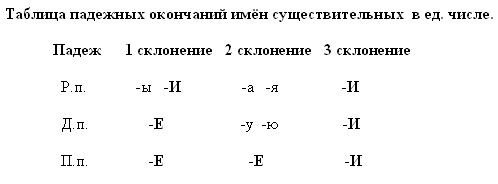 Таблица падежных окончаний имён существительных в ед. числе.
Падеж 1 склонение 2 склонение 3 склонение
Р.п. -ы -И -а -я -И
Д.п. -Е -у -ю -И
П.п. -Е -Е -И